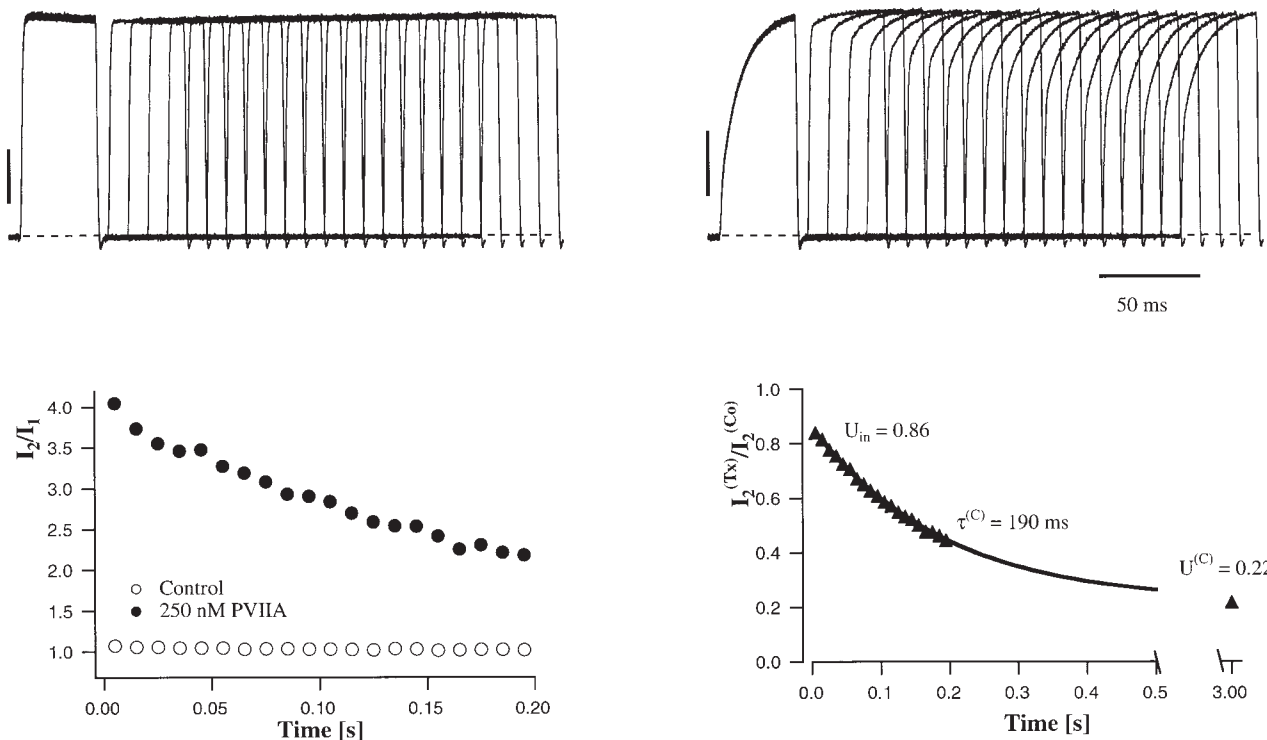 50 ms
I₂/I₁
4.0
3.5
3.0
2.5
2.0
1.5
1.0
Control
250 nM PVIIA
0.00
0.05
0.10
0.15
0.20
Time [s]
I₂⁽ᵀˣ⁾/I₂⁽ᶜᵒ⁾
1.0
0.8
0.6
0.4
0.2
0.0
U_in = 0.86
τ^(C) = 190 ms
U^(C) = 0.22
0.0
0.1
0.2
0.3
0.4
0.5
3.00
Time [s]